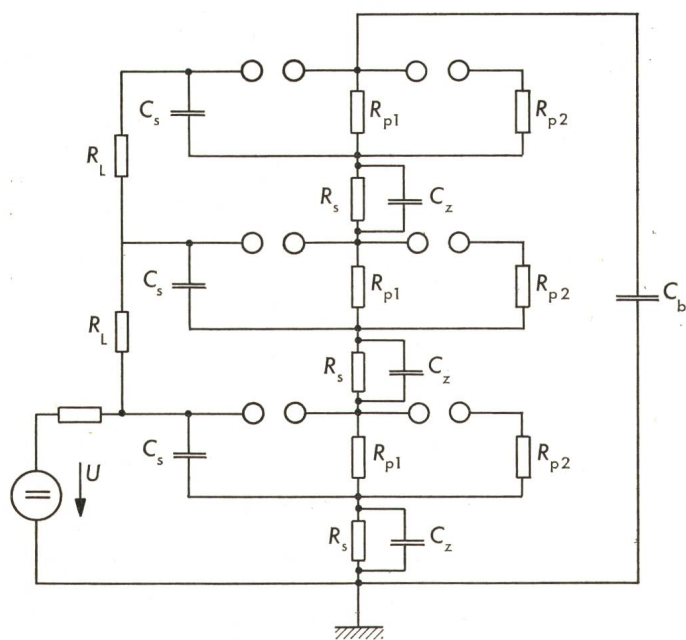 C_s
R_p1
R_p2
R_L
R_s
C_z
C_s
R_p1
R_p2
C_b
R_L
R_s
C_z
U
C_s
R_p1
R_p2
R_s
C_z